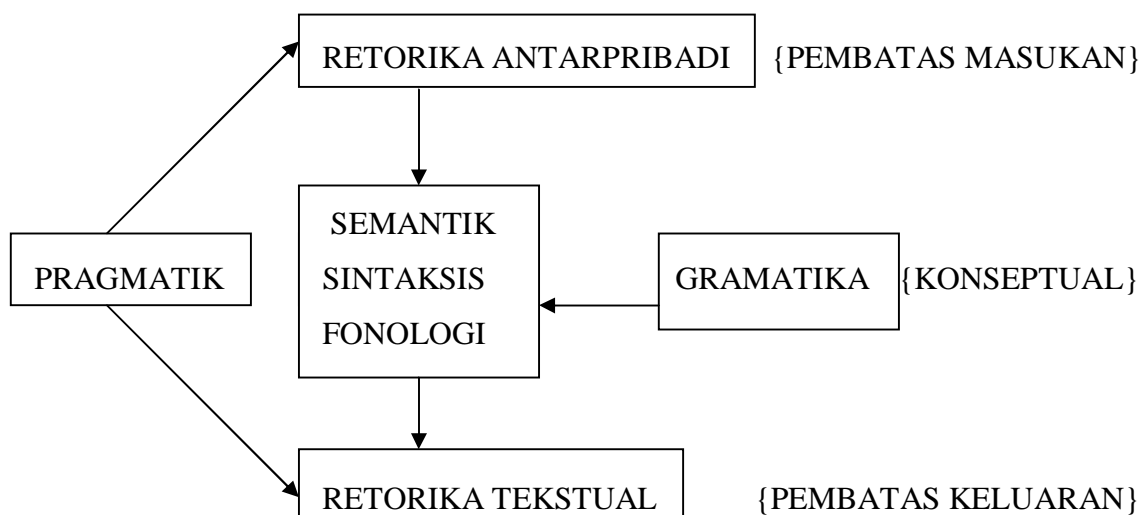 RETORIKA ANTARPRIBADI {PEMBATAS MASUKAN}
SEMANTIK
PRAGMATIK SINTAKSIS GRAMATIKA {KONSEPTUAL}
FONOLOGI
RETORIKA TEKSTUAL {PEMBATAS KELUARAN}